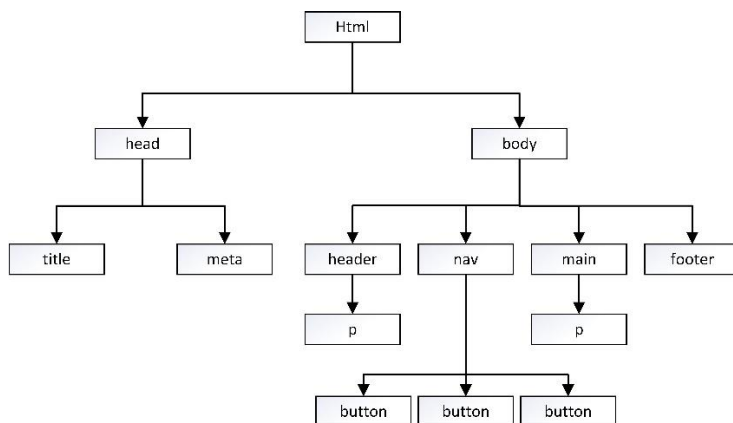 Html
head
body
title
meta
header
nav
main
footer
p
p
button
button
button